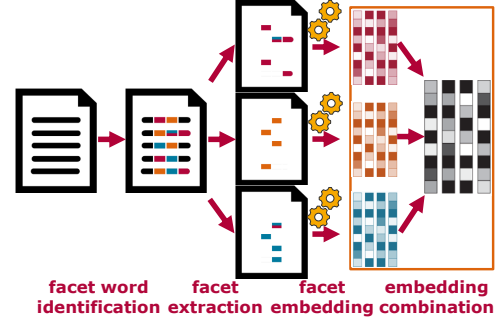 facet word identification
facet extraction
facet embedding
embedding combination